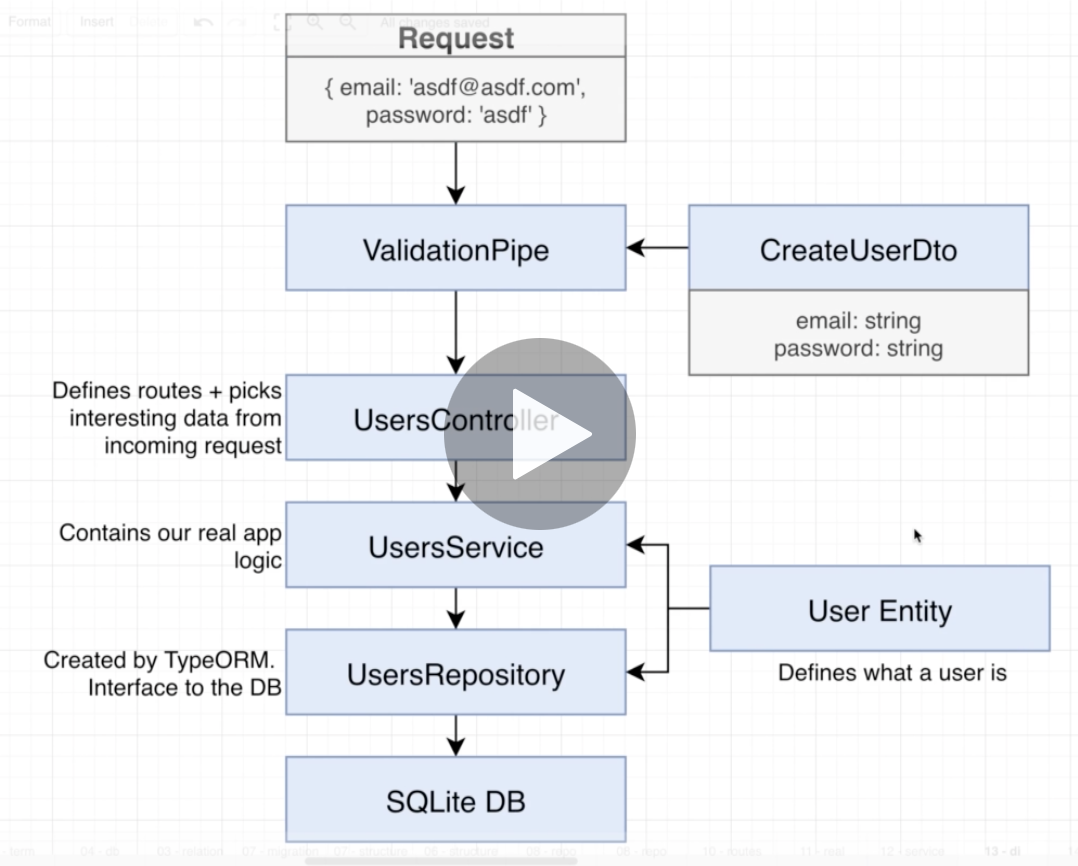 Format Insert Delete All changes saved
Request
{ email: 'asdf@asdf.com',
password: 'asdf' }
ValidationPipe
CreateUserDto
email: string
password: string
Defines routes + picks
interesting data from
incoming request
UsersController
Contains our real app
logic
UsersService
User Entity
Defines what a user is
Created by TypeORM.
Interface to the DB
UsersRepository
SQLite DB
- term 04 - db 03 - relation 07 - migration 07 - structure 06 - structure 08 - repo 08 - repo 10 - routes 11 - real 12 - service 13 - di